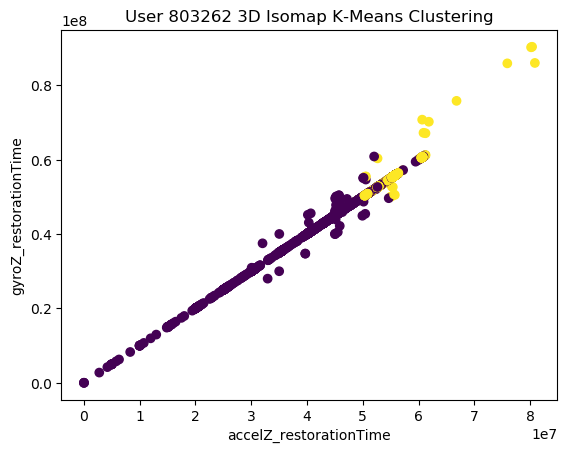 User 803262 3D Isomap K-Means Clustering
1e8
0.8
0.6
0.4
0.2
0.0
gyroZ_restorationTime
0 1 2 3 4 5 6 7 8
1e7
accelZ_restorationTime